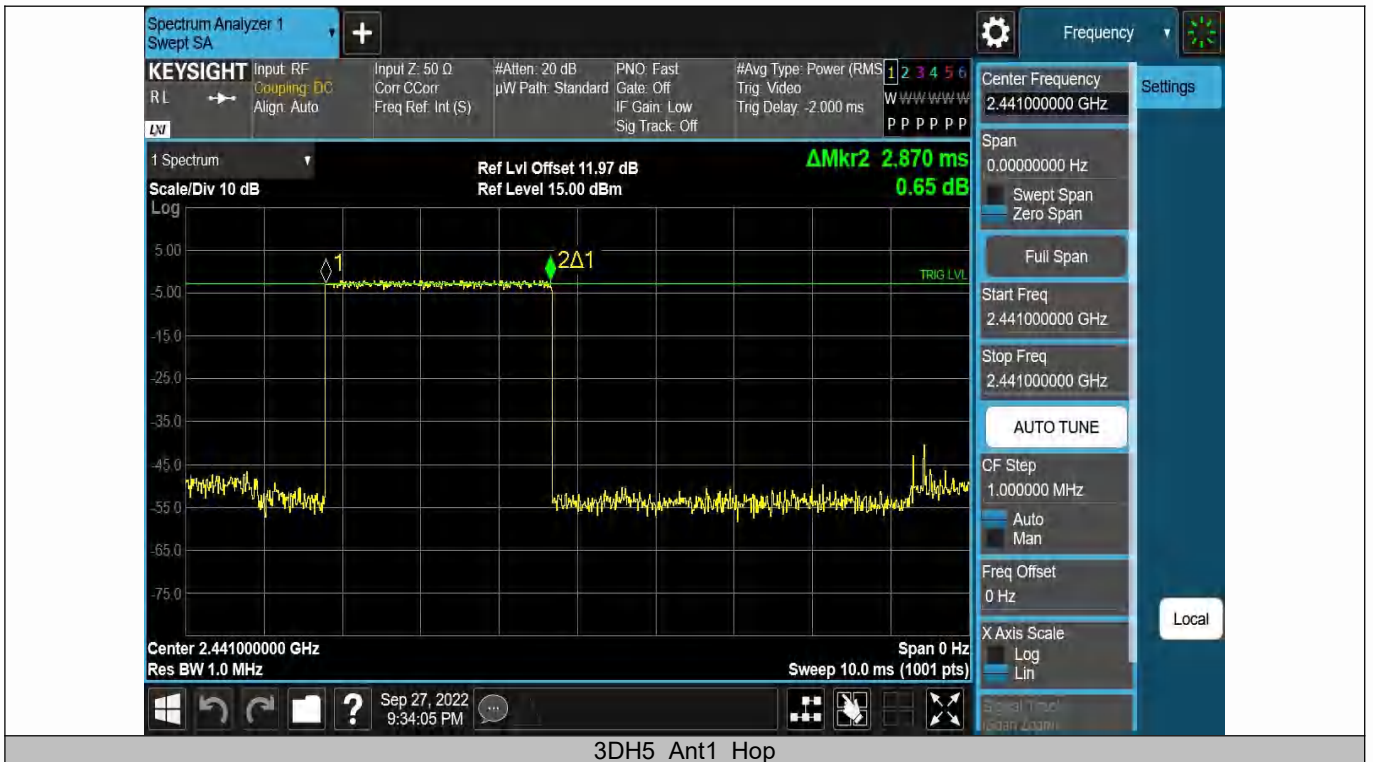 Spectrum Analyzer 1
Swept SA
+
Frequency
KEYSIGHT
RL
LXI
Input: RF
Coupling: DC
Align: Auto
Input Z: 50 Ω
Corr CCorr
Freq Ref: Int (S)
#Atten: 20 dB
µW Path: Standard
PNO: Fast
Gate: Off
IF Gain: Low
Sig Track: Off
#Avg Type: Power (RMS
Trig: Video
Trig Delay: -2.000 ms
1 2 3 4 5 6
W W W W W W
P P P P P P
1 Spectrum
Scale/Div 10 dB
Log
Ref Lvl Offset 11.97 dB
Ref Level 15.00 dBm
ΔMkr2 2.870 ms
0.65 dB
5.00
-5.00
-15.0
-25.0
-35.0
-45.0
-55.0
-65.0
-75.0
1
2Δ1
TRIG LVL
Center 2.441000000 GHz
Res BW 1.0 MHz
Span 0 Hz
Sweep 10.0 ms (1001 pts)
Center Frequency
2.441000000 GHz
Settings
Span
0.00000000 Hz
Swept Span
Zero Span
Full Span
Start Freq
2.441000000 GHz
Stop Freq
2.441000000 GHz
AUTO TUNE
CF Step
1.000000 MHz
Auto
Man
Freq Offset
0 Hz
X Axis Scale
Log
Lin
Signal Track
(Span Zoom)
Local
?
Sep 27, 2022
9:34:05 PM
3DH5_Ant1_Hop